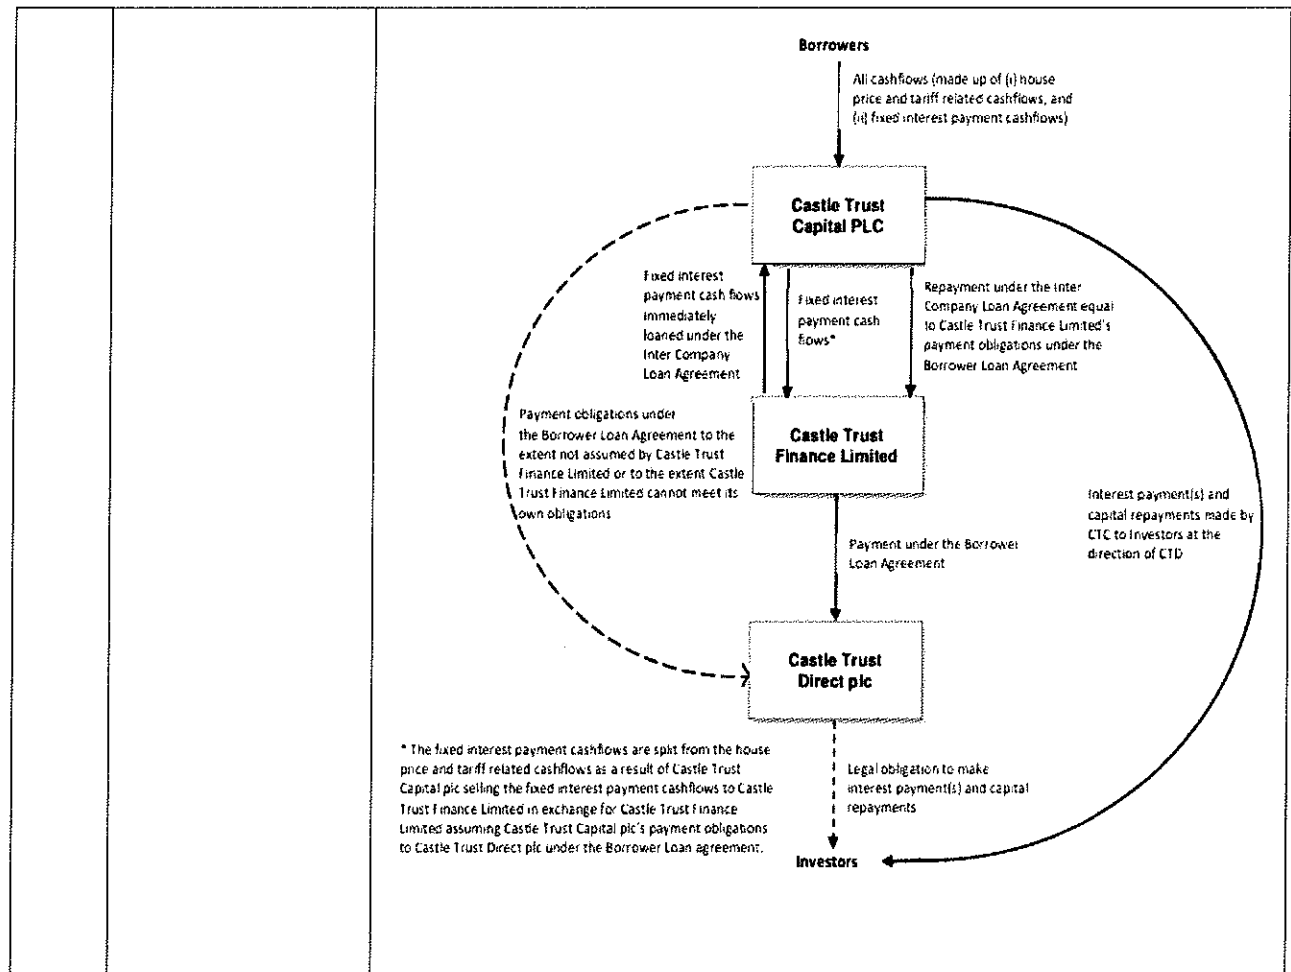 Borrowers
All cashflows (made up of (i) house
price and tariff related cashflows, and
(ii) fixed interest payment cashflows)
Castle Trust
Capital PLC
Fixed interest
payment cash flows
immediately
loaned under the
Inter Company
Loan Agreement
Fixed interest
payment cash
flows*
Repayment under the Inter
Company Loan Agreement equal
to Castle Trust Finance Limited's
payment obligations under the
Borrower Loan Agreement
Payment obligations under
the Borrower Loan Agreement to the
extent not assumed by Castle Trust
Finance Limited or to the extent Castle
Trust Finance Limited cannot meet its
own obligations
Castle Trust
Finance Limited
Interest payment(s) and
capital repayments made by
CTC to Investors at the
direction of CTD
Payment under the Borrower
Loan Agreement
Castle Trust
Direct plc
* The fixed interest payment cashflows are split from the house
price and tariff related cashflows as a result of Castle Trust
Capital plc selling the fixed interest payment cashflows to Castle
Trust Finance Limited in exchange for Castle Trust Finance
Limited assuming Castle Trust Capital plc's payment obligations
to Castle Trust Direct plc under the Borrower Loan agreement.
Legal obligation to make
interest payment(s) and capital
repayments
Investors